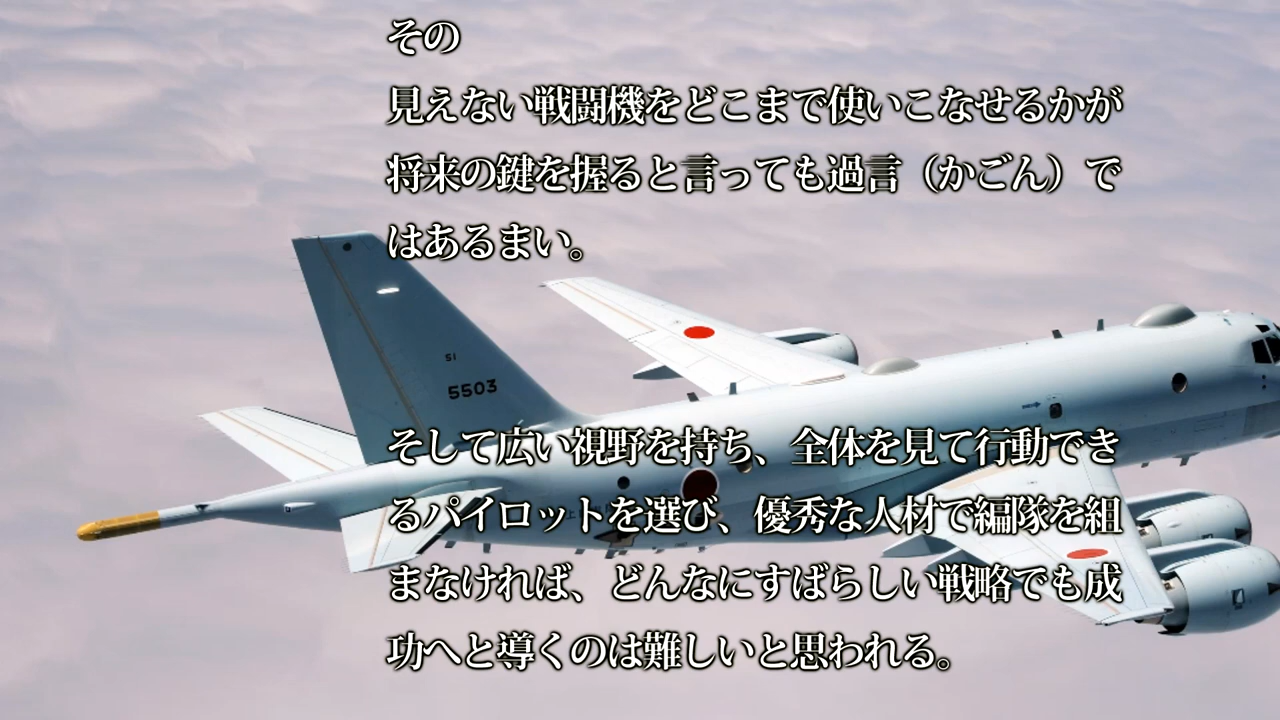 その
見えない戦闘機をどこまで使いこなせるかが
将来の鍵を握ると言っても過言（かごん）で
はあるまい。
51
5503
そして広い視野を持ち、全体を見て行動でき
るパイロットを選び、優秀な人材で編隊を組
まなければ、どんなにすばらしい戦略でも成
功へと導くのは難しいと思われる。